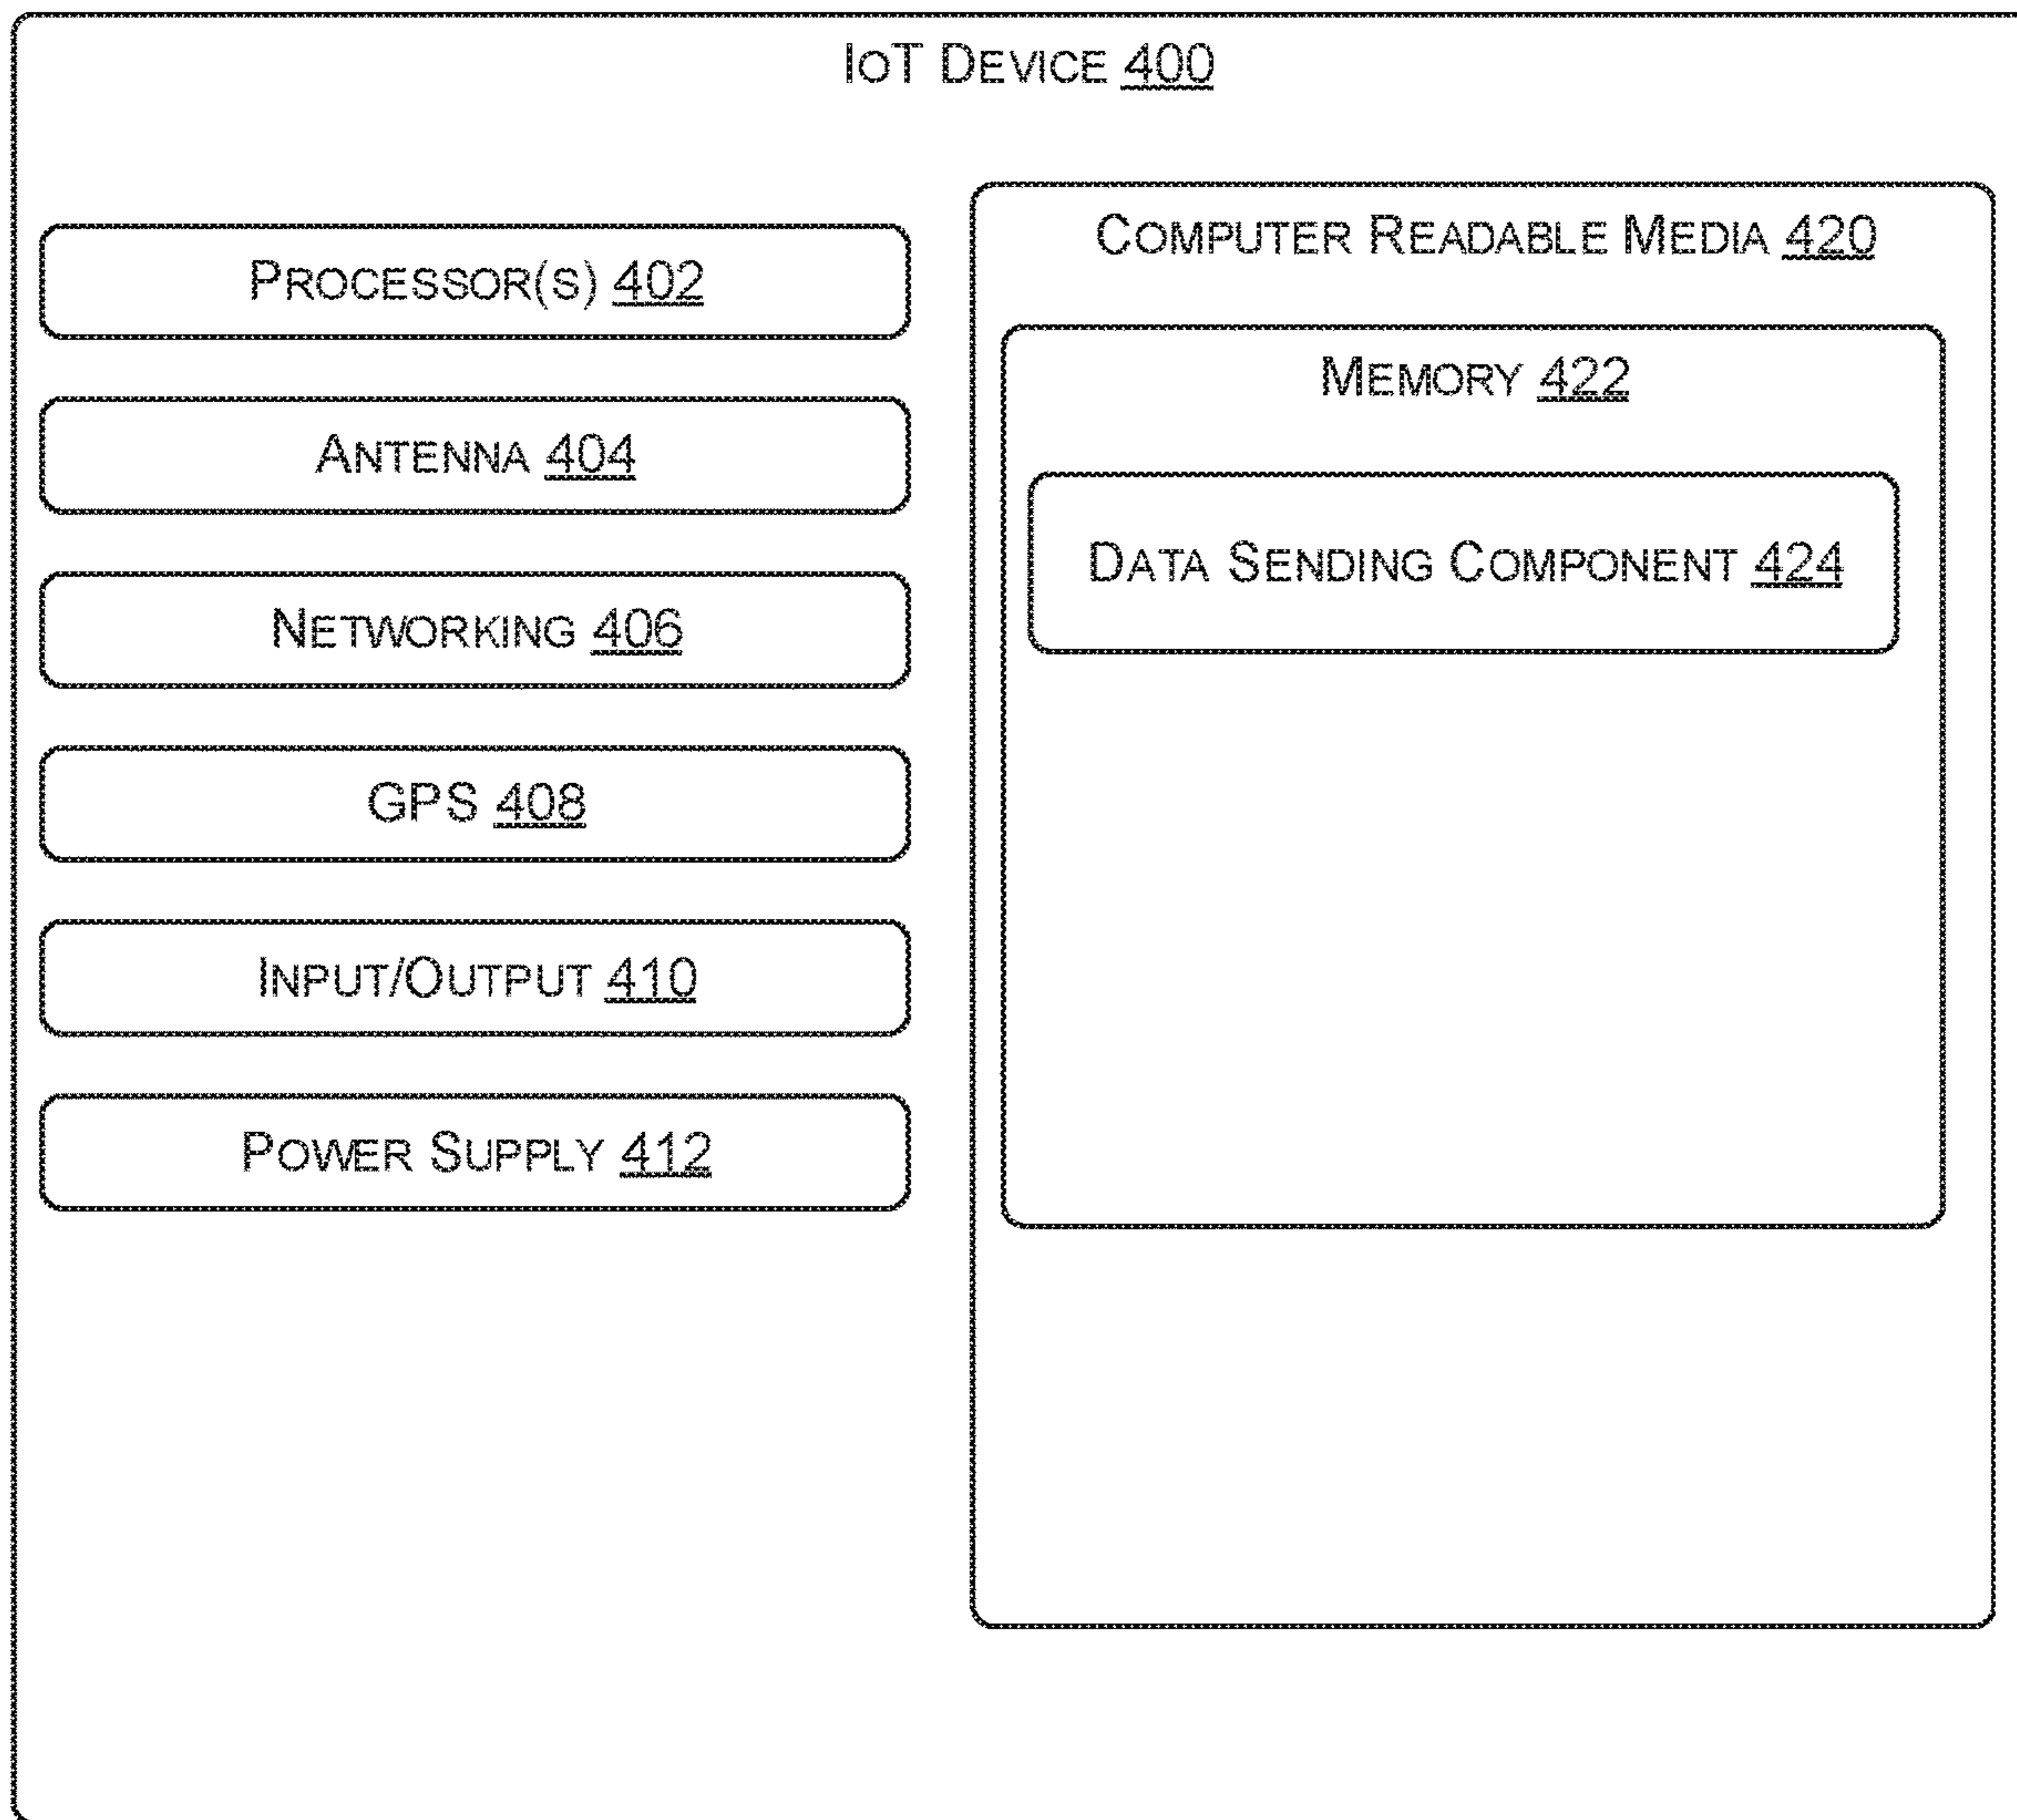 IoT Device 400
Processor(s) 402
Antenna 404
Networking 406
GPS 408
Input/Output 410
Power Supply 412
Computer Readable Media 420
Memory 422
Data Sending Component 424